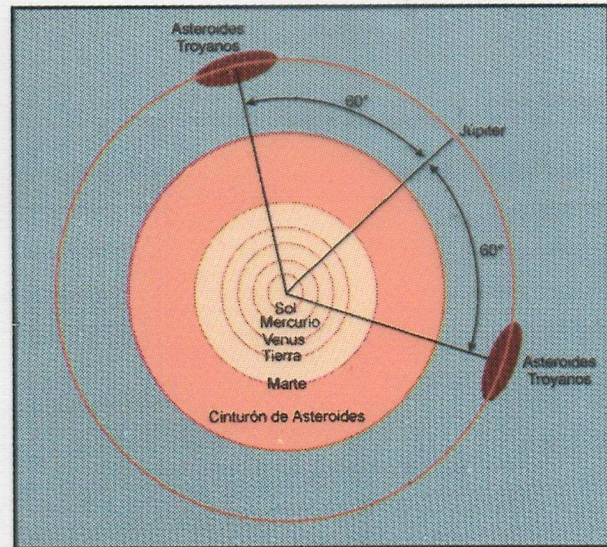 Asteroides
Troyanos
60°
Júpiter
60°
Sol
Mercurio
Venus
Tierra
Asteroides
Troyanos
Marte
Cinturón de Asteroides